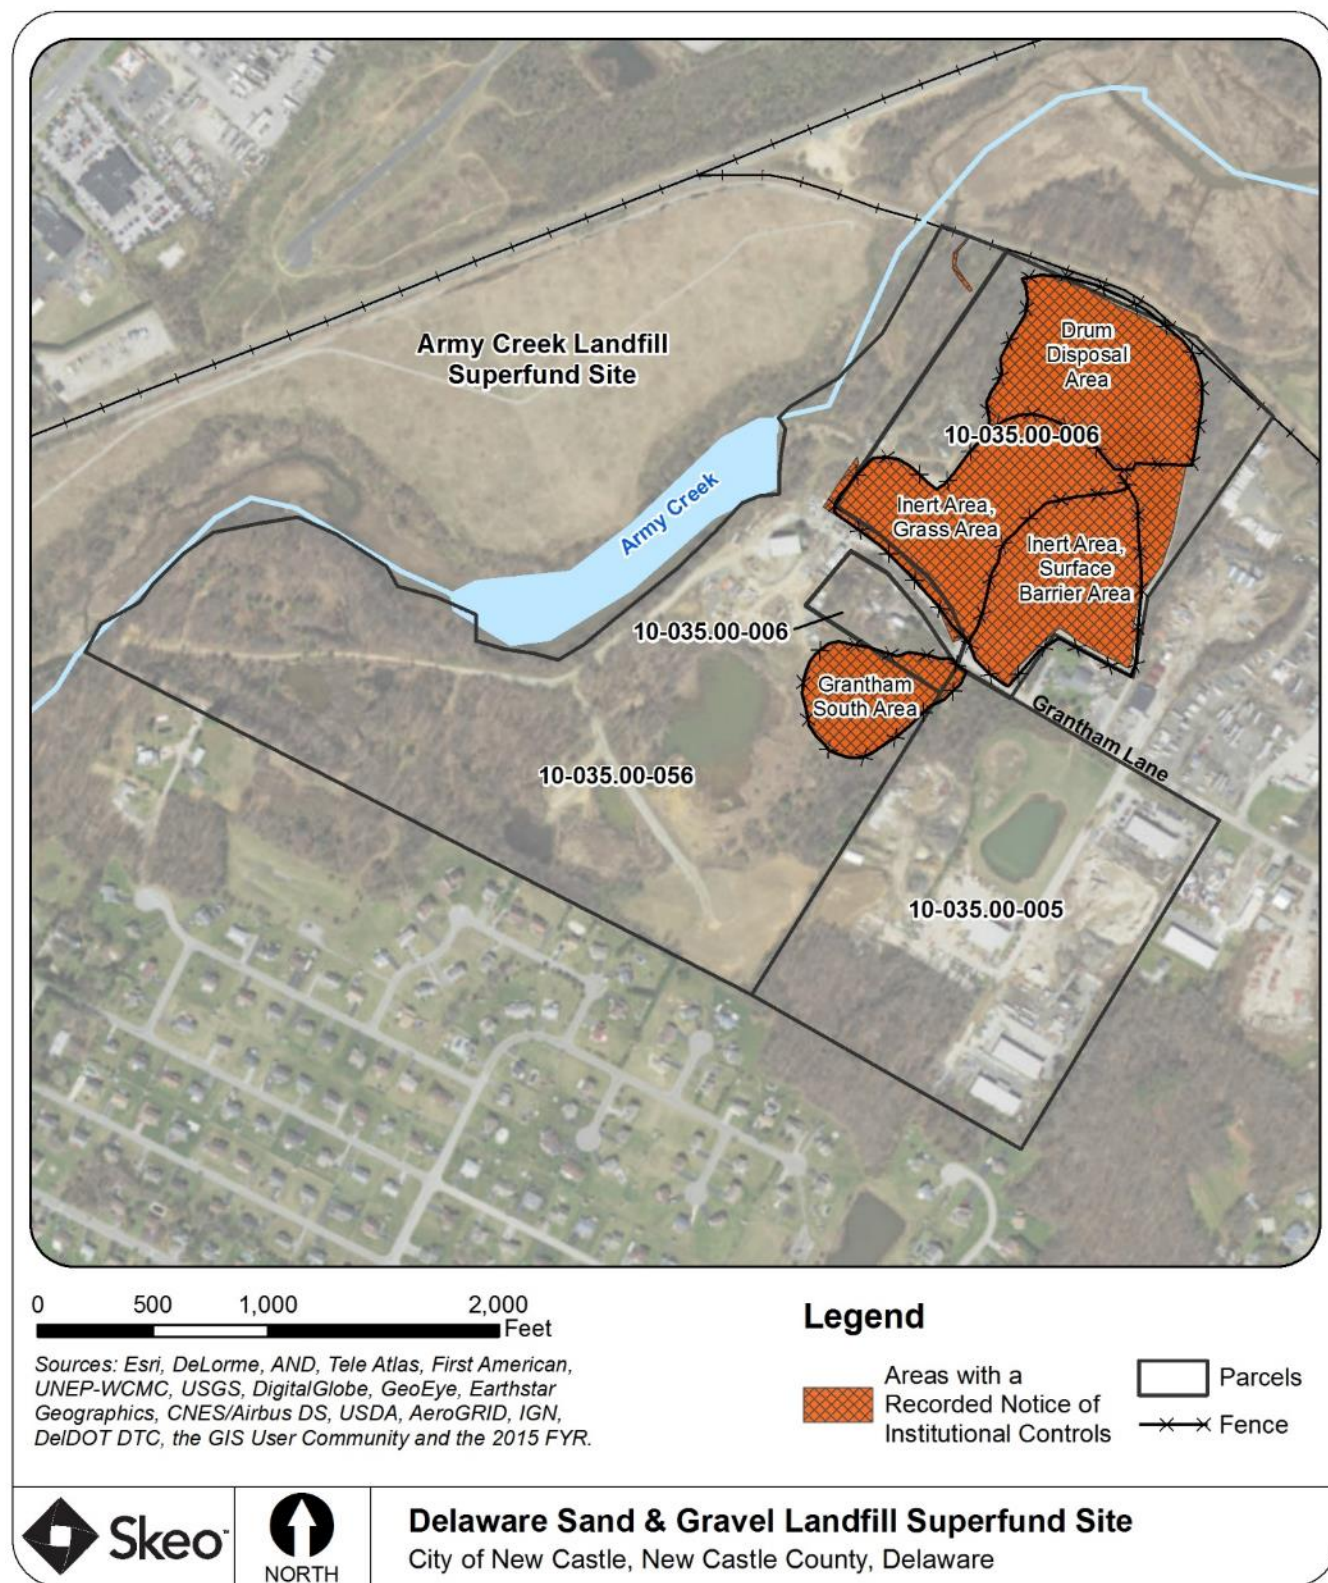 Army Creek Landfill
Superfund Site
Drum
Disposal
Area
10-035.00-006
Inert Area,
Grass Area
Inert Area,
Surface
Barrier Area
Army Creek
10-035.00-006
Grantham
South Area
Grantham Lane
10-035.00-056
10-035.00-005
0 500 1,000 2,000
Feet
Sources: Esri, DeLorme, AND, Tele Atlas, First American,
UNEP-WCMC, USGS, DigitalGlobe, GeoEye, Earthstar
Geographics, CNES/Airbus DS, USDA, AeroGRID, IGN,
DelDOT DTC, the GIS User Community and the 2015 FYR.
Legend
Areas with a
Recorded Notice of
Institutional Controls
Parcels
Fence
Skeo™
NORTH
Delaware Sand & Gravel Landfill Superfund Site
City of New Castle, New Castle County, Delaware